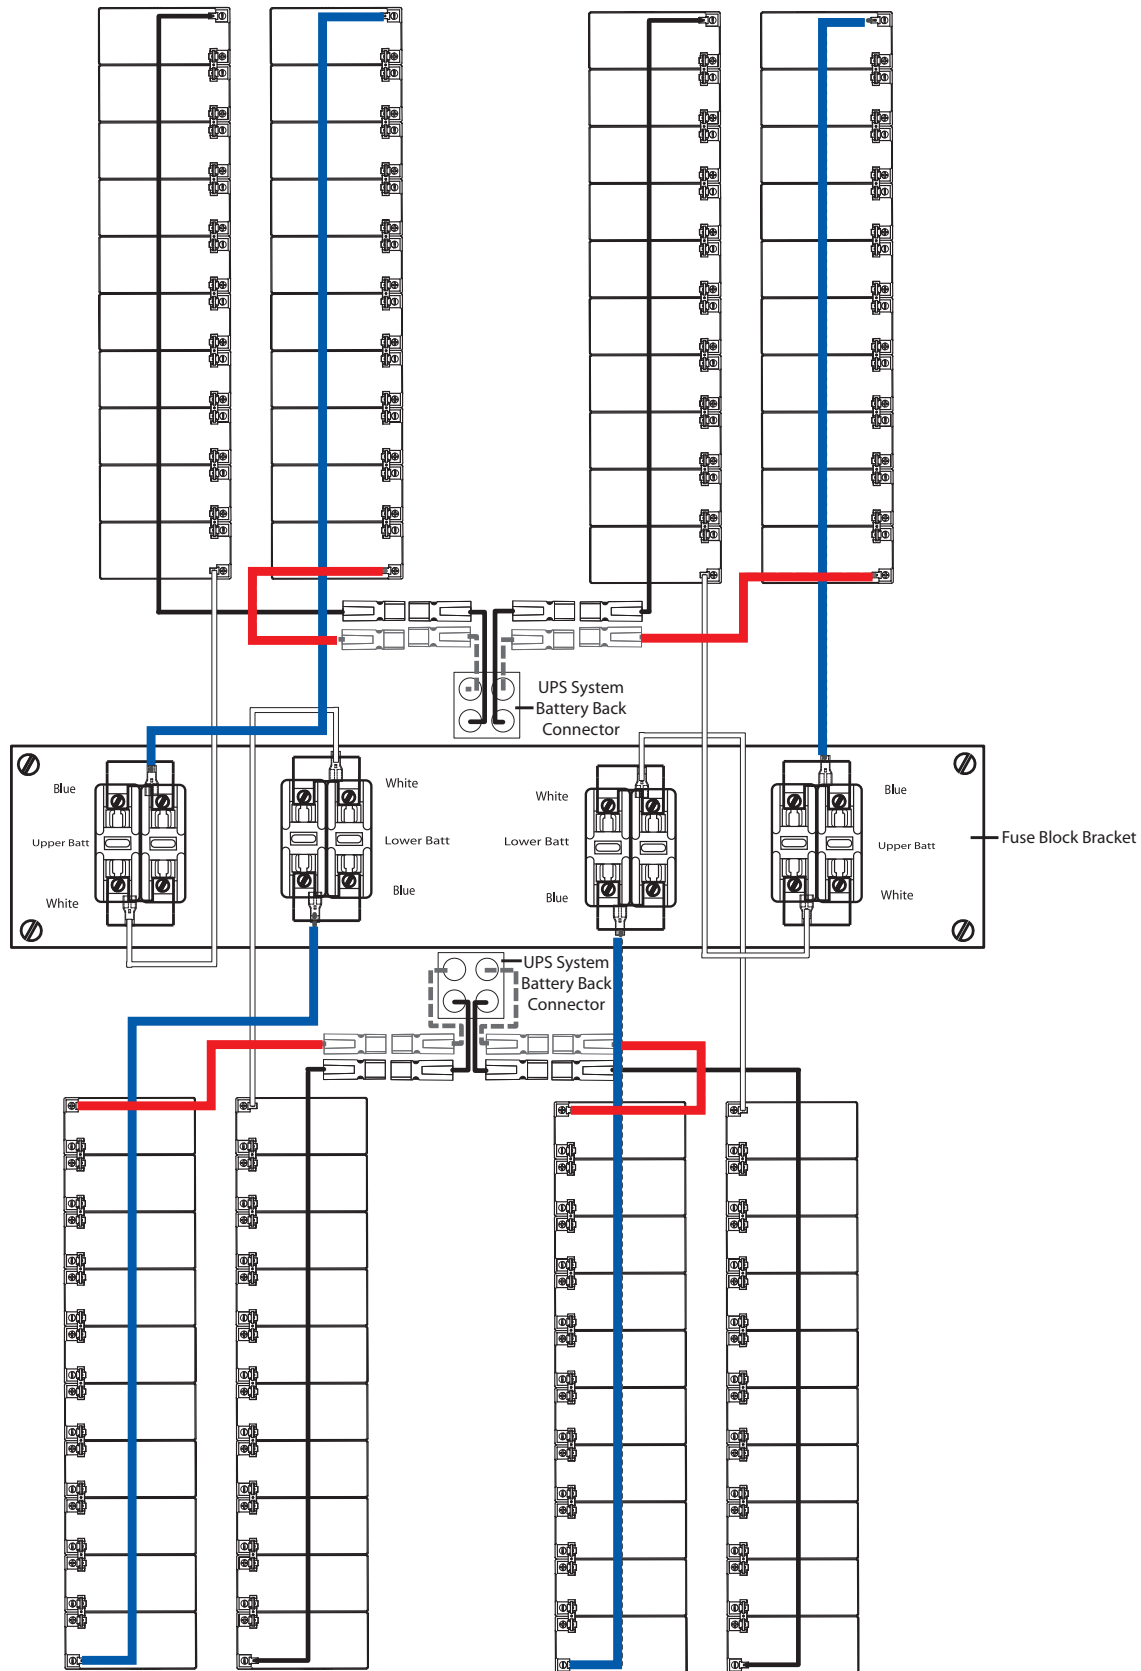 UPS System
Battery Back
Connector
Blue
White
White
Blue
Upper Batt
Lower Batt
Lower Batt
Upper Batt
Fuse Block Bracket
White
Blue
Blue
White
UPS System
Battery Back
Connector